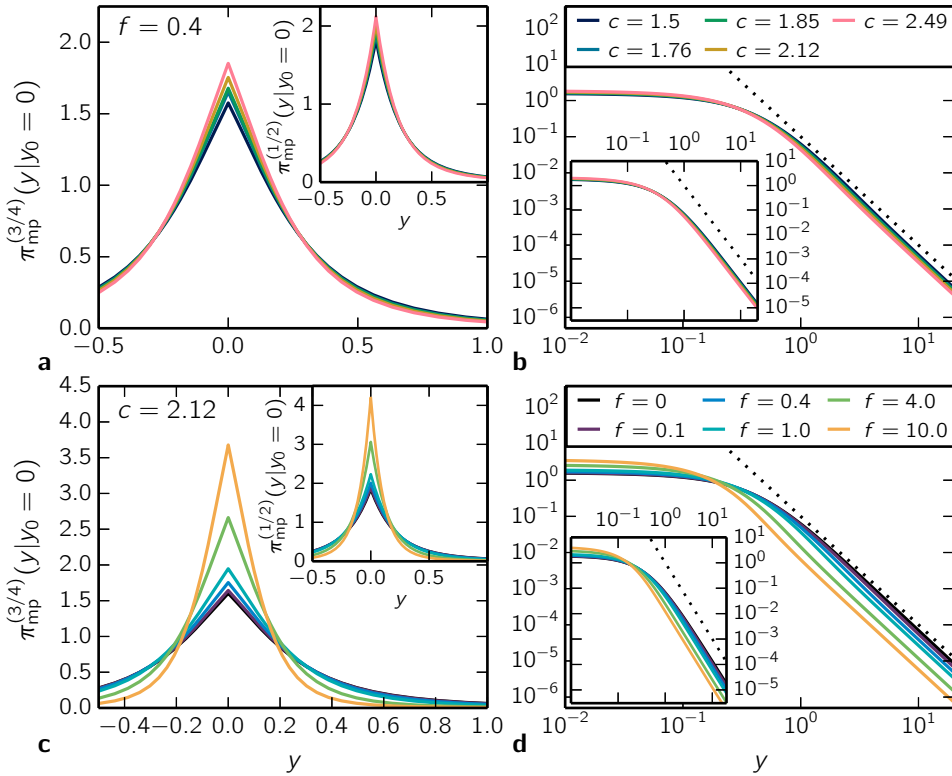 f = 0.4
π_mp^(3/4)(y|y0 = 0)
2.0
1.5
1.0
0.5
0.0
−0.5 0.0 0.5 1.0
a
π_mp^(1/2)(y|y0 = 0)
2
1
0
−0.5 0.0 0.5
y
c = 1.5 c = 1.85 c = 2.49
c = 1.76 c = 2.12
10^2
10^1
10^0
10^−1
10^−2
10^−3
10^−4
10^−5
10^−6
10^−2 10^−1 10^0 10^1
b
10^−1 10^0 10^1
10^1
10^0
10^−1
10^−2
10^−3
10^−4
10^−5
c = 2.12
π_mp^(3/4)(y|y0 = 0)
4.5
4.0
3.5
3.0
2.5
2.0
1.5
1.0
0.5
0.0
−0.4 −0.2 0.0 0.2 0.4 0.6 0.8 1.0
c
y
π_mp^(1/2)(y|y0 = 0)
4
3
2
1
0
−0.5 0.0 0.5
y
f = 0 f = 0.4 f = 4.0
f = 0.1 f = 1.0 f = 10.0
10^2
10^1
10^0
10^−1
10^−2
10^−3
10^−4
10^−5
10^−6
10^−2 10^−1 10^0 10^1
y
d
10^−1 10^0 10^1
10^1
10^0
10^−1
10^−2
10^−3
10^−4
10^−5